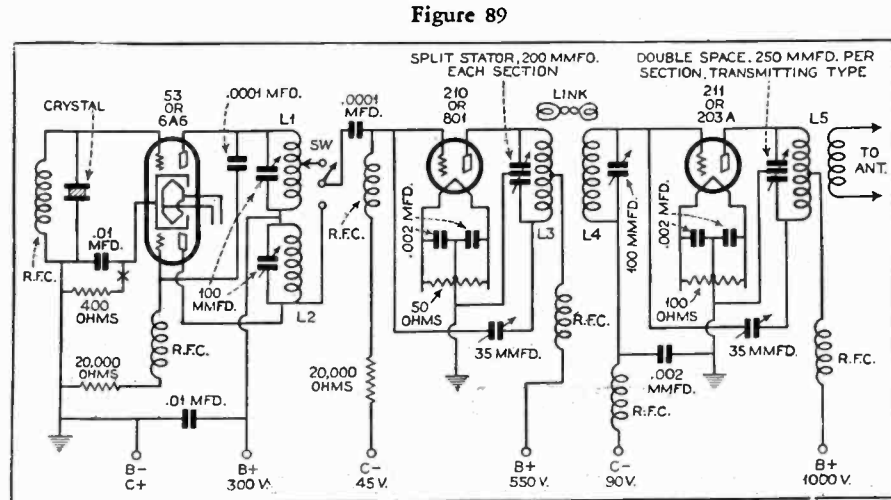 Figure 89
CRYSTAL
53
OR
6A6
.0001 MFD.
L1
SW
.0001
MFD.
210
OR
801
SPLIT STATOR, 200 MMFD.
EACH SECTION
LINK
211
OR
203A
DOUBLE SPACE, 250 MMFD. PER
SECTION, TRANSMITTING TYPE
L5
TO
ANT.
R.F.C.
.01
MFD.
400
OHMS
100
MMFD.
L2
R.F.C.
.002 MFD.
50
OHMS
L3
L4
100 MMFD.
.002 MFD.
100
OHMS
R.F.C.
20,000
OHMS
.01 MFD.
20,000
OHMS
35 MMFD.
R.F.C.
.002
MMFD.
R.F.C.
35 MMFD.
R.F.C.
B-
C+
B+
300 V.
C-
45 V.
B+
550 V.
C-
90 V.
B+
1000 V.